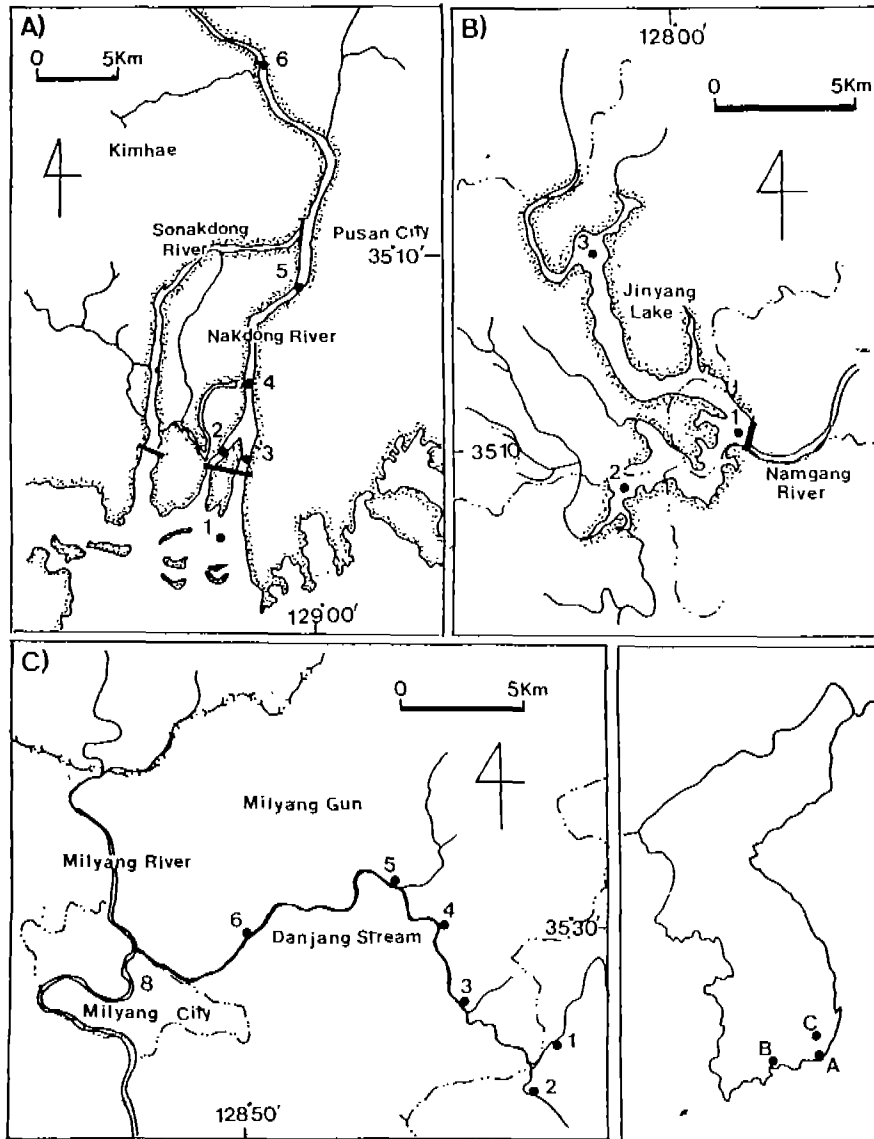 A)
0 5Km
6
Kimhae
Sonakdong
River
Pusan City
35°10'
5
Nakdong River
4
2
3
1
129°00'
B)
128°00'
0 5Km
3
Jinyang
Lake
1
3510
2
Namgang
River
C)
0 5Km
Milyang Gun
Milyang River
5
6
4
Danjang Stream
35°30'
8
3
Milyang City
1
2
128°50'
C
B
A